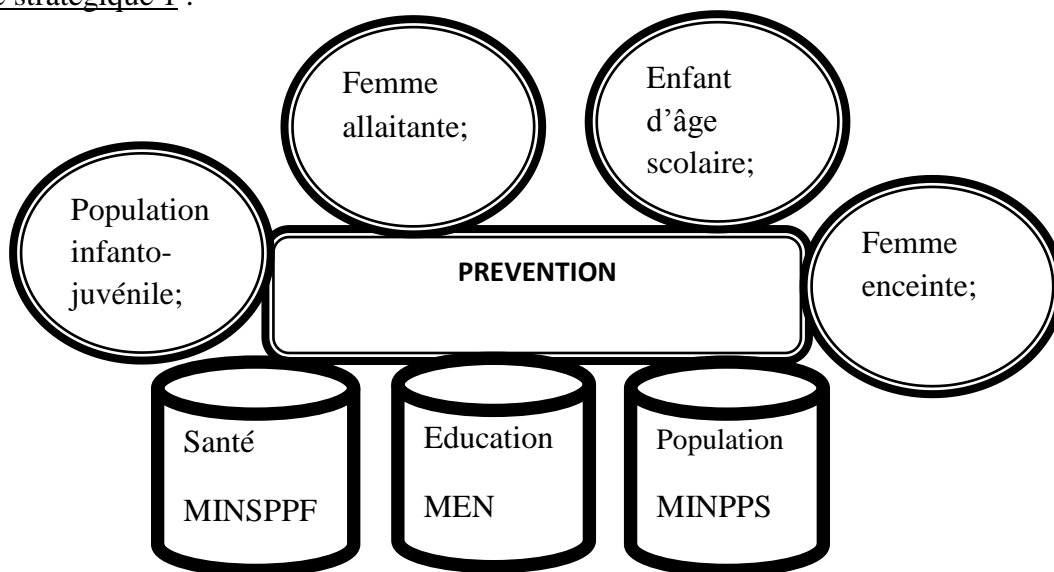 stratégique 1 :
Femme
allaitante;
Enfant
d’âge
scolaire;
Population
infanto-
juvénile;
PREVENTION
Femme
enceinte;
Santé
MINSPPF
Education
MEN
Population
MINPPS